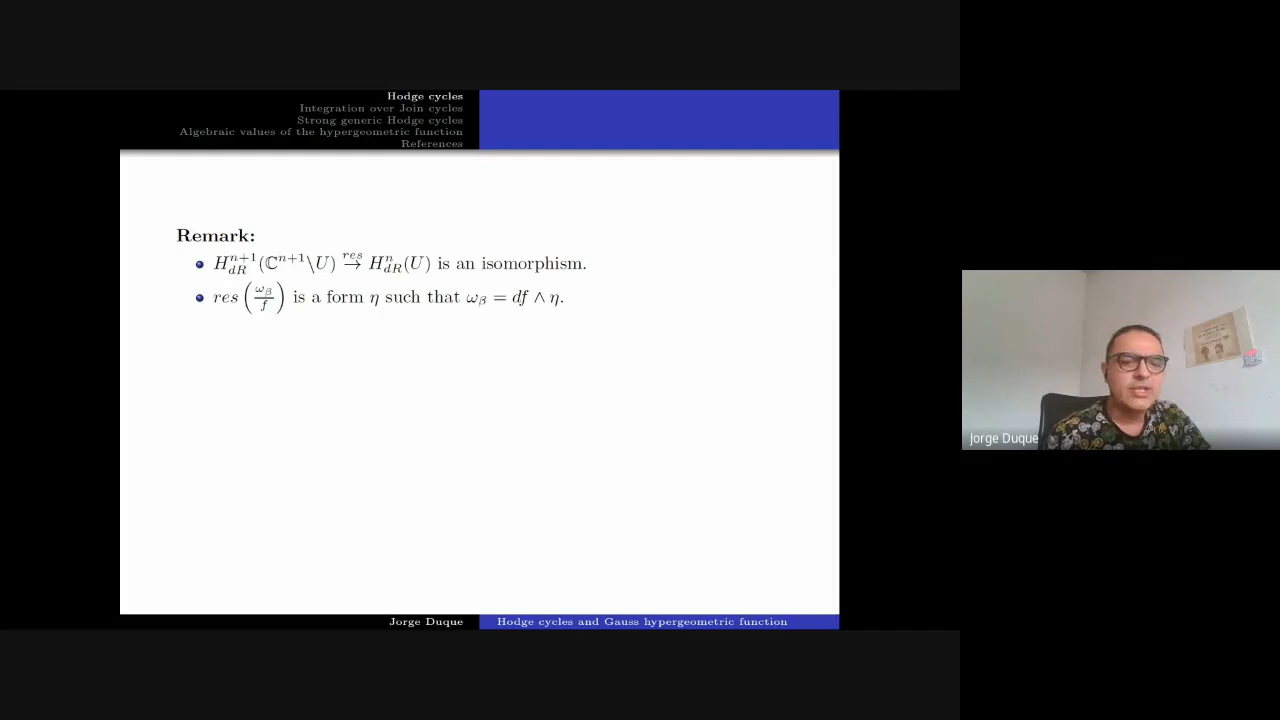 Hodge cycles
Integration over Join cycles
Strong generic Hodge cycles
Algebraic values of the hypergeometric function
References
Remark:
• H_{dR}^{n+1}(ℂ^{n+1}\U) \overset{res}{→} H_{dR}^{n}(U) is an isomorphism.
• res(ω_β/f) is a form η such that ω_β = df ∧ η.
Jorge Duque
Jorge Duque
Hodge cycles and Gauss hypergeometric function